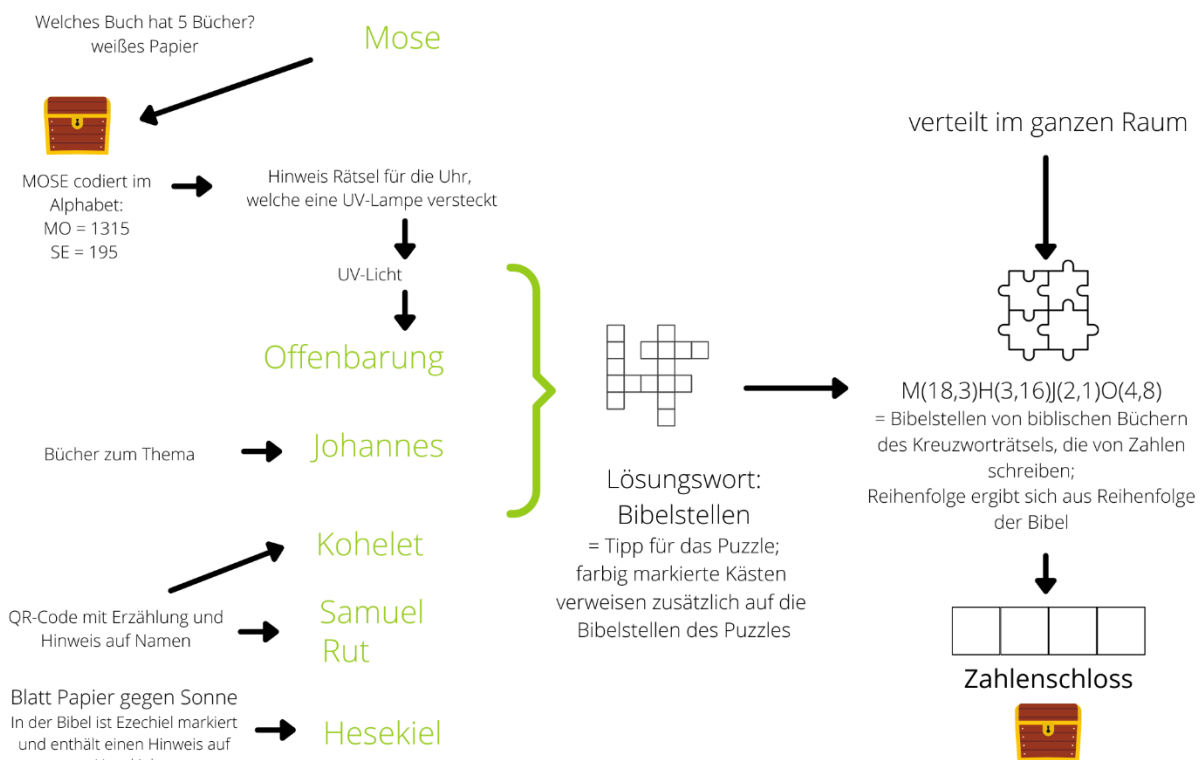 Welches Buch hat 5 Bücher?
weißes Papier
Mose
MOSE codiert im
Alphabet:
MO = 1315
SE = 195
Hinweis Rätsel für die Uhr,
welche eine UV-Lampe versteckt
UV-Licht
Offenbarung
Bücher zum Thema
Johannes
Kohelet
QR-Code mit Erzählung und
Hinweis auf Namen
Samuel
Rut
Blatt Papier gegen Sonne
In der Bibel ist Ezechiel markiert
und enthält einen Hinweis auf
Hesekiel
Lösungswort:
Bibelstellen
= Tipp für das Puzzle;
farbig markierte Kästen
verweisen zusätzlich auf die
Bibelstellen des Puzzles
verteilt im ganzen Raum
M(18,3)H(3,16)J(2,1)O(4,8)
= Bibelstellen von biblischen Büchern
des Kreuzworträtsels, die von Zahlen
schreiben;
Reihenfolge ergibt sich aus Reihenfolge
der Bibel
Zahlenschloss